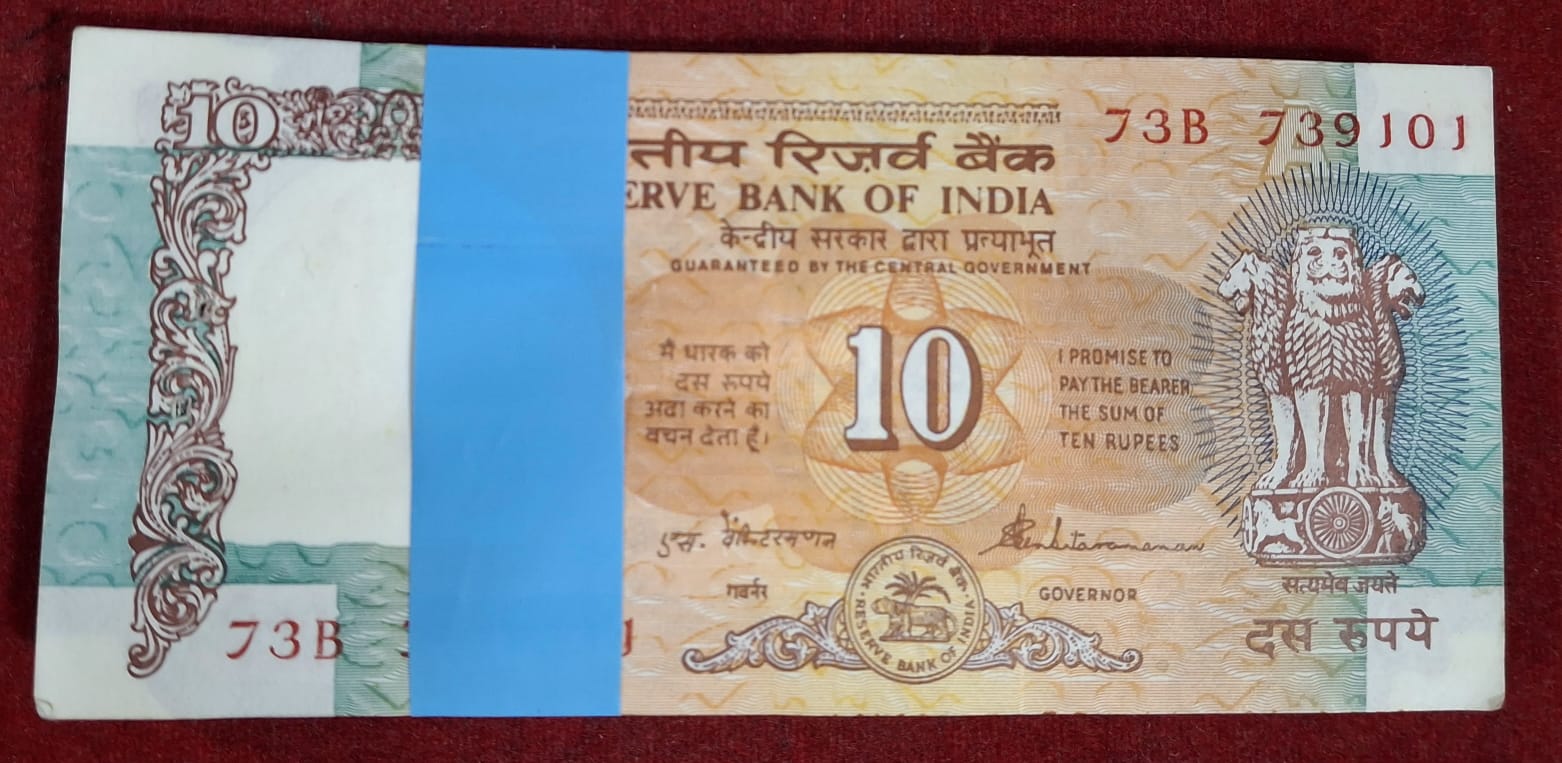 10
73B 739101
A
तीय रिज़र्व बैंक
ERVE BANK OF INDIA
केन्द्रीय सरकार द्वारा प्रत्याभूत
GUARANTEED BY THE CENTRAL GOVERNMENT
मैं धारक को
दस रुपये
अदा करने का
वचन देता हूँ।
10
I PROMISE TO
PAY THE BEARER
THE SUM OF
TEN RUPEES
एस. वेंकिटरमणन
गवर्नर
GOVERNOR
भारतीय रिज़र्व बैंक
RESERVE BANK OF INDIA
सत्यमेव जयते
दस रुपये
73B